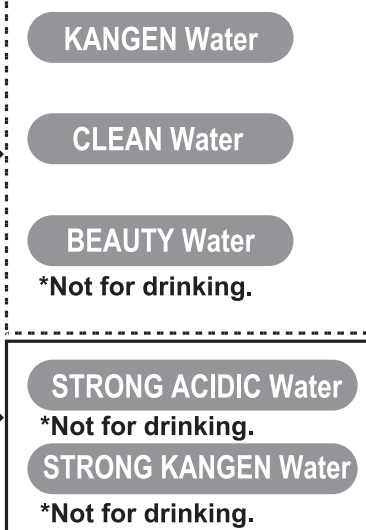 KANGEN Water
CLEAN Water
BEAUTY Water
*Not for drinking.
STRONG ACIDIC Water
*Not for drinking.
STRONG KANGEN Water
*Not for drinking.